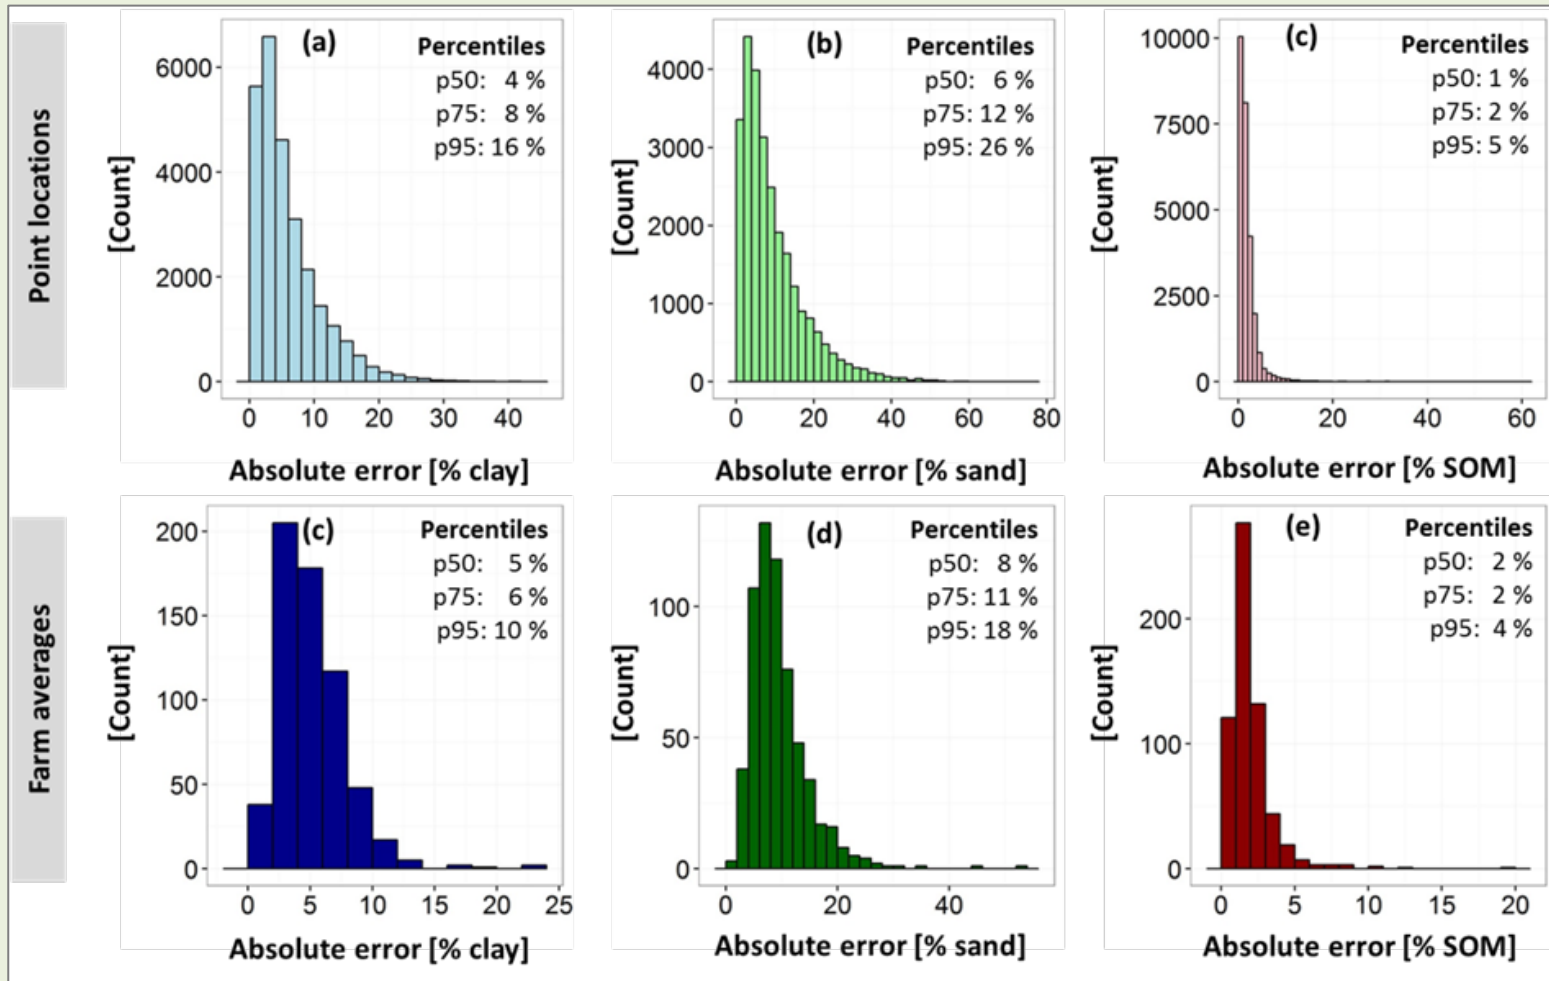 Point locations
(a)
Percentiles
p50: 4 %
p75: 8 %
p95: 16 %
[Count]
6000
4000
2000
0
0 10 20 30 40
Absolute error [% clay]
(b)
Percentiles
p50: 6 %
p75: 12 %
p95: 26 %
[Count]
4000
3000
2000
1000
0
0 20 40 60 80
Absolute error [% sand]
(c)
Percentiles
p50: 1 %
p75: 2 %
p95: 5 %
[Count]
10000
7500
5000
2500
0
0 20 40 60
Absolute error [% SOM]
Farm averages
(c)
Percentiles
p50: 5 %
p75: 6 %
p95: 10 %
[Count]
200
150
100
50
0
0 5 10 15 20 25
Absolute error [% clay]
(d)
Percentiles
p50: 8 %
p75: 11 %
p95: 18 %
[Count]
100
50
0
0 20 40
Absolute error [% sand]
(e)
Percentiles
p50: 2 %
p75: 2 %
p95: 4 %
[Count]
200
100
0
0 5 10 15 20
Absolute error [% SOM]